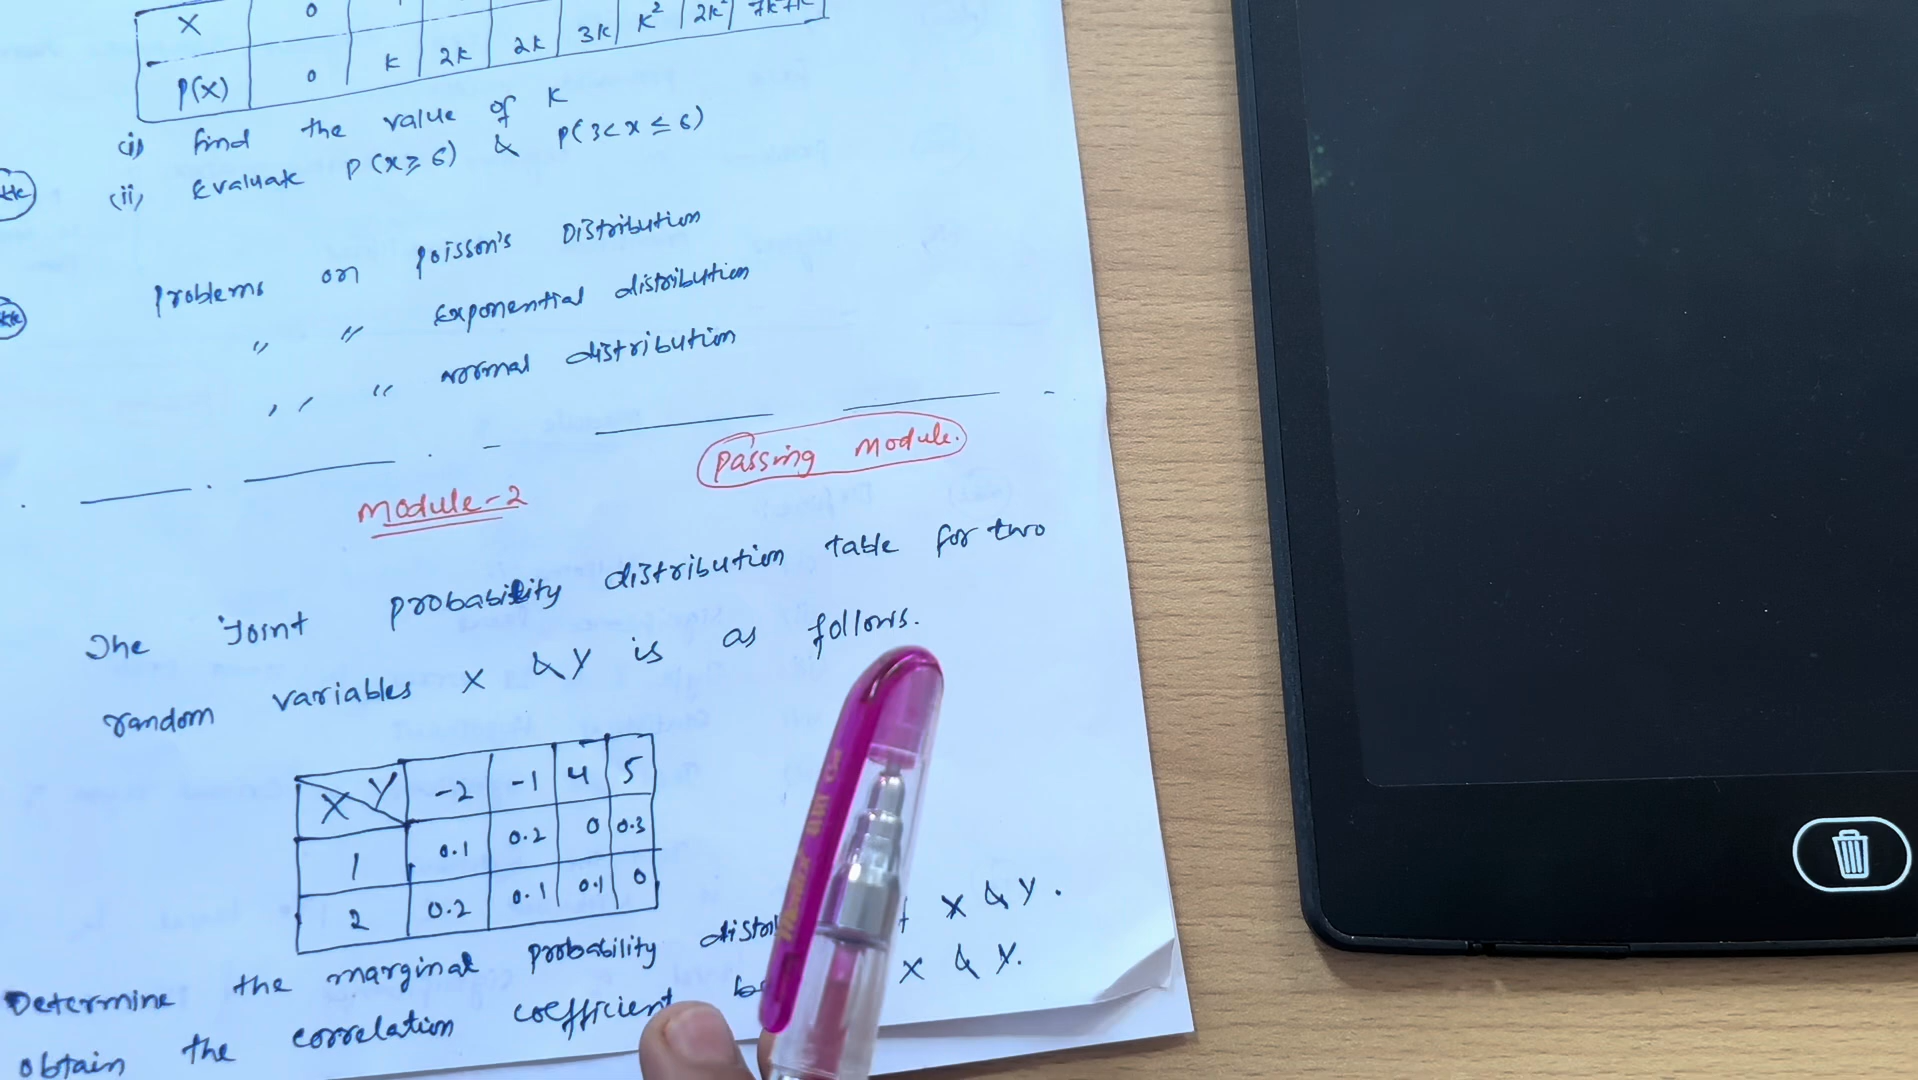 X 0
P(X) 0 k 2k 2k 3k k² 2k² 7k²+k
(i) find the value of K
(ii) Evaluate P(x≥6) & P(3<x≤6)
Problems on Poisson's Distribution
" " Exponential distribution
" " Normal distribution
Passing Module.
Module-2
The Joint probability distribution table for two
random variables X & Y is as follows.
X Y -2 -1 4 5
1 0.1 0.2 0 0.3
2 0.2 0.1 0.1 0
Determine the marginal probability X & Y.
obtain the correlation coefficient X & Y.